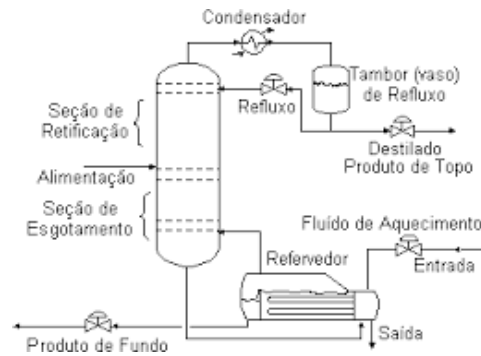 Condensador
Tambor (vaso)
de Refluxo
Seção de
Retificação
Refluxo
Destilado
Produto de Topo
Alimentação
Seção de
Esgotamento
Fluído de Aquecimento
Refervedor
Entrada
Saída
Produto de Fundo